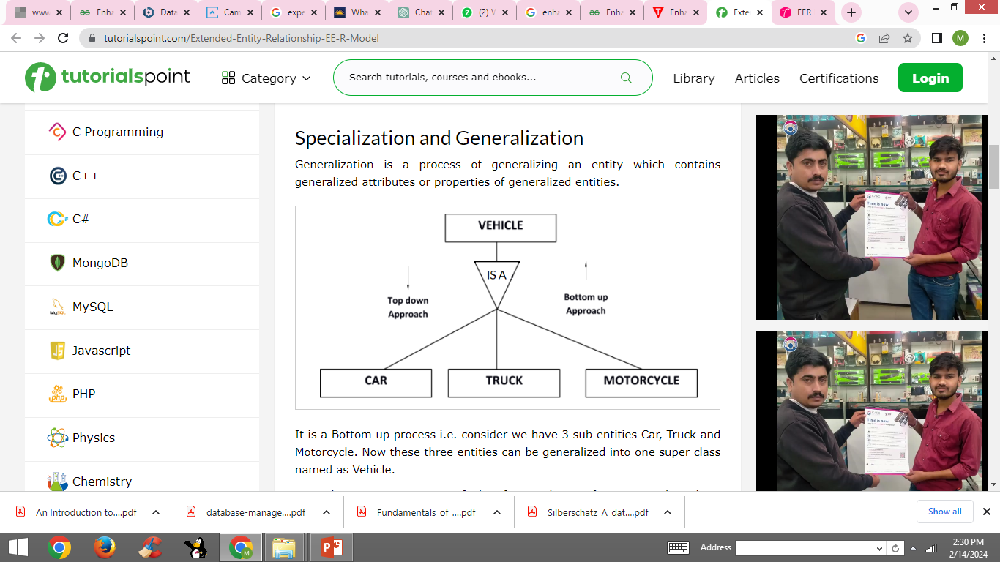 www
Enha
Data
Cam
expe
Wha
Chat
(2) V
enha
Enha
Enha
Exte
EER
tutorialspoint.com/Extended-Entity-Relationship-EE-R-Model
M
tutorialspoint
Category
Search tutorials, courses and ebooks...
Library
Articles
Certifications
Login
C Programming
C++
C#
MongoDB
MySQL
Javascript
PHP
Physics
Chemistry
Specialization and Generalization
Generalization is a process of generalizing an entity which contains
generalized attributes or properties of generalized entities.
VEHICLE
IS A
Top down
Approach
Bottom up
Approach
CAR
TRUCK
MOTORCYCLE
It is a Bottom up process i.e. consider we have 3 sub entities Car, Truck and
Motorcycle. Now these three entities can be generalized into one super class
named as Vehicle.
Time is now.
Time is now.
An Introduction to....pdf
database-manage....pdf
Fundamentals_of_....pdf
Silberschatz_A_dat....pdf
Show all
Address
2:30 PM
2/14/2024